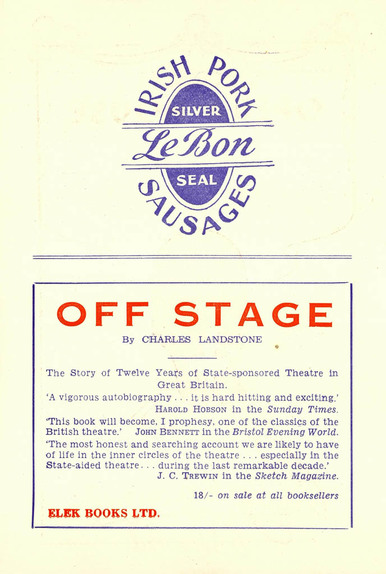 IRISH PORK
SILVER
Le Bon
SEAL
SAUSAGES
OFF STAGE
By CHARLES LANDSTONE
The Story of Twelve Years of State-sponsored Theatre in
Great Britain.
'A vigorous autobiography . . . it is hard hitting and exciting.'
HAROLD HOBSON in the Sunday Times.
'This book will become, I prophesy, one of the classics of the
British theatre.' JOHN BENNETT in the Bristol Evening World.
'The most honest and searching account we are likely to have
of life in the inner circles of the theatre . . . especially in the
State-aided theatre . . . during the last remarkable decade.'
J. C. TREWIN in the Sketch Magazine.
18/- on sale at all booksellers
ELEK BOOKS LTD.